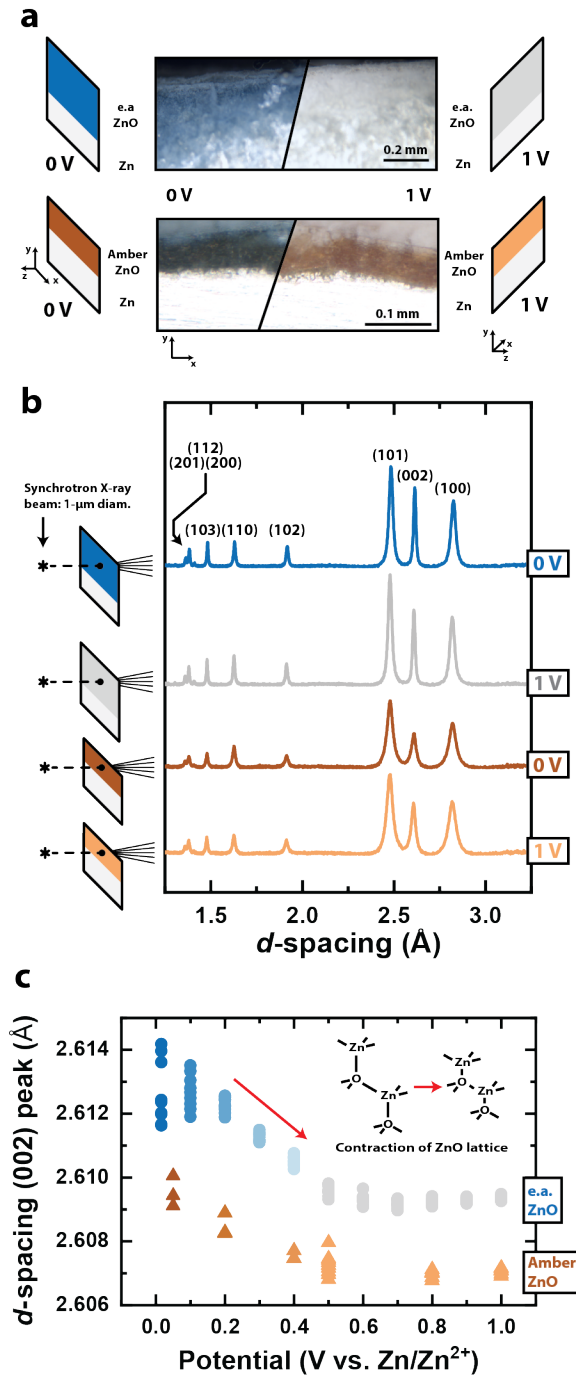 a
e.a
ZnO
0 V
Zn
0.2 mm
e.a.
ZnO
Zn
1 V
0 V
1 V
Amber
ZnO
y
z
x
0 V
Zn
0.1 mm
Amber
ZnO
Zn
1 V
y
x
y
x
z
b
Synchrotron X-ray
beam: 1-μm diam.
(112)
(201)(200)
(103)(110)
(102)
(101)
(002)
(100)
0 V
1 V
0 V
1 V
1.5 2.0 2.5 3.0
d-spacing (Å)
c
d-spacing (002) peak (Å)
2.614
2.612
2.610
2.608
2.606
Zn
O
Zn
O
Zn
O
Zn
O
Contraction of ZnO lattice
e.a.
ZnO
Amber
ZnO
0.0 0.2 0.4 0.6 0.8 1.0
Potential (V vs. Zn/Zn²⁺)